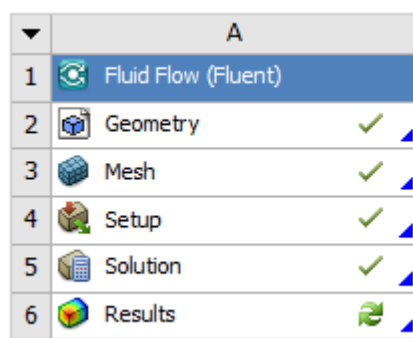 A
1 Fluid Flow (Fluent)
2 Geometry
3 Mesh
4 Setup
5 Solution
6 Results